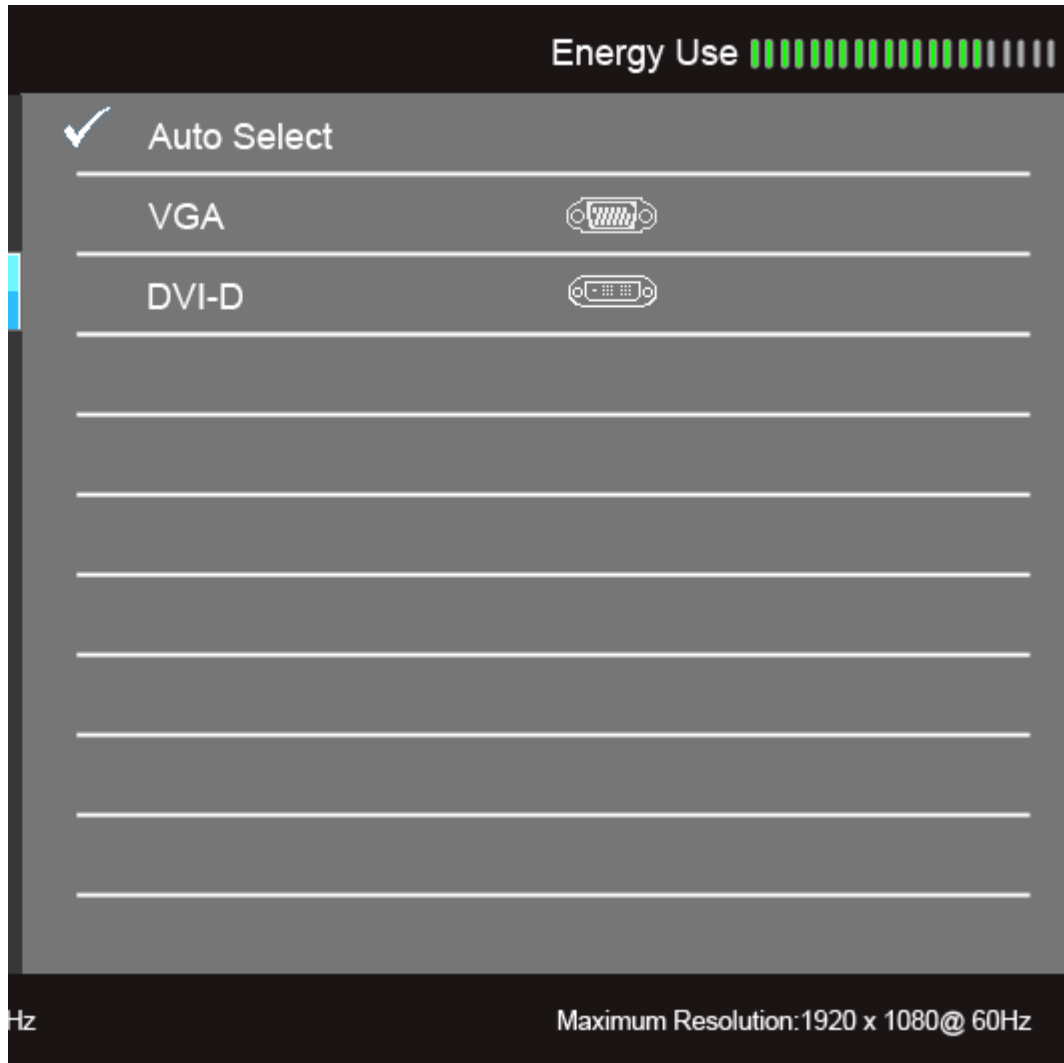 Energy Use
Auto Select
VGA
DVI-D
Hz
Maximum Resolution:1920 x 1080@ 60Hz